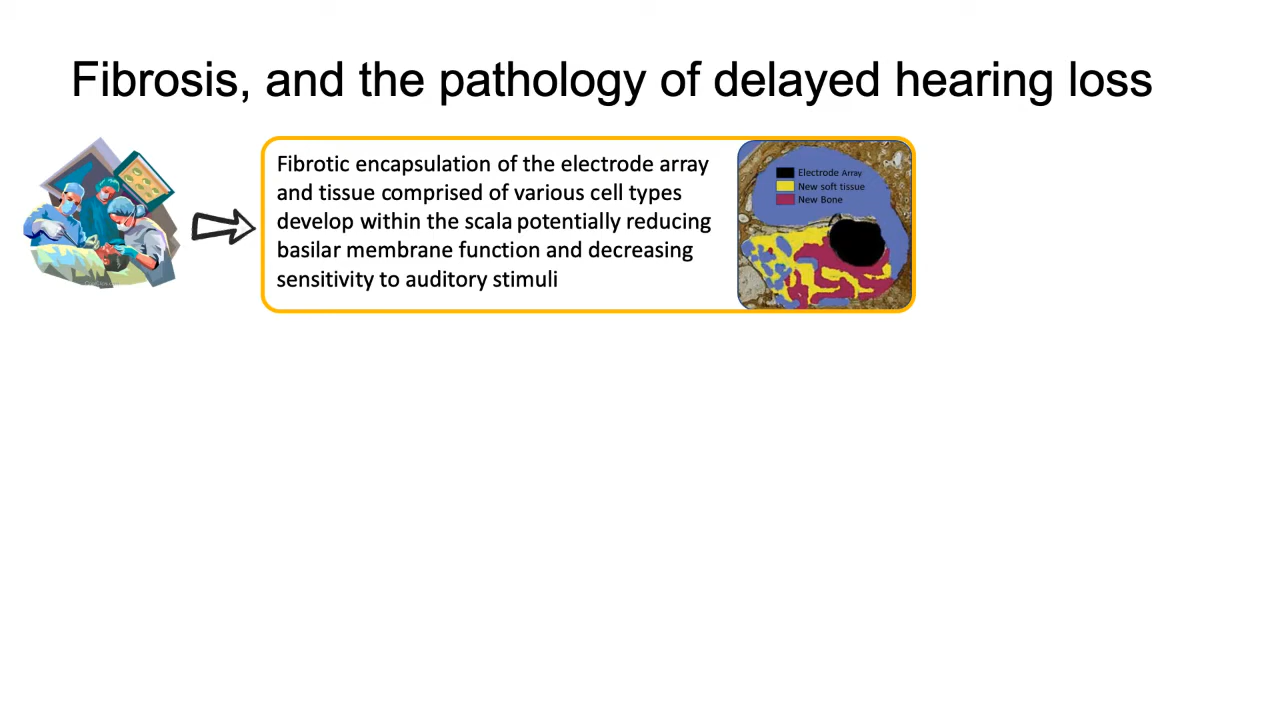 Fibrosis, and the pathology of delayed hearing loss
Fibrotic encapsulation of the electrode array
and tissue comprised of various cell types
develop within the scala potentially reducing
basilar membrane function and decreasing
sensitivity to auditory stimuli
Electrode Array
New soft tissue
New Bone